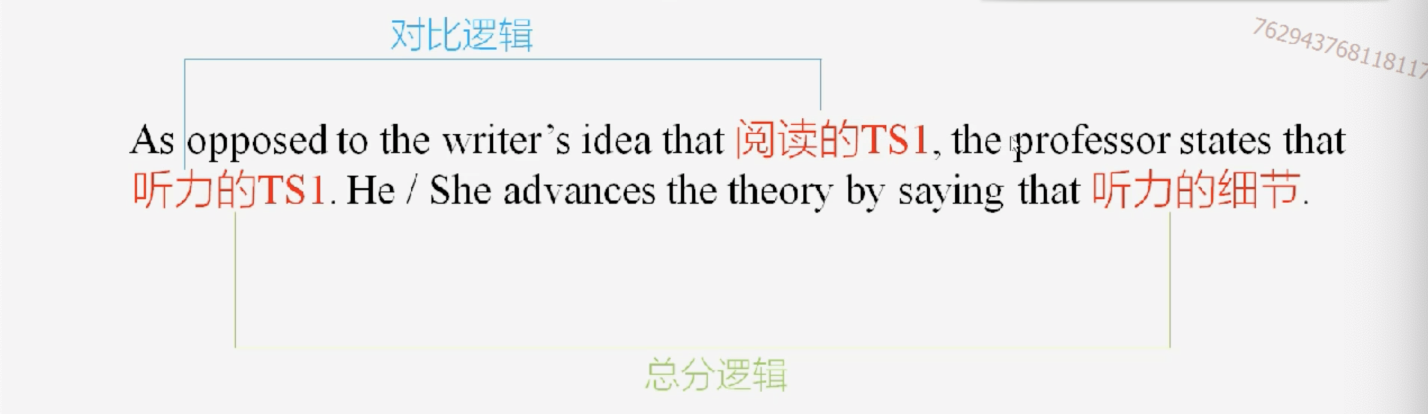 对比逻辑
762943768118117
As opposed to the writer's idea that 阅读的TS1, the professor states that
听力的TS1. He / She advances the theory by saying that 听力的细节.
总分逻辑